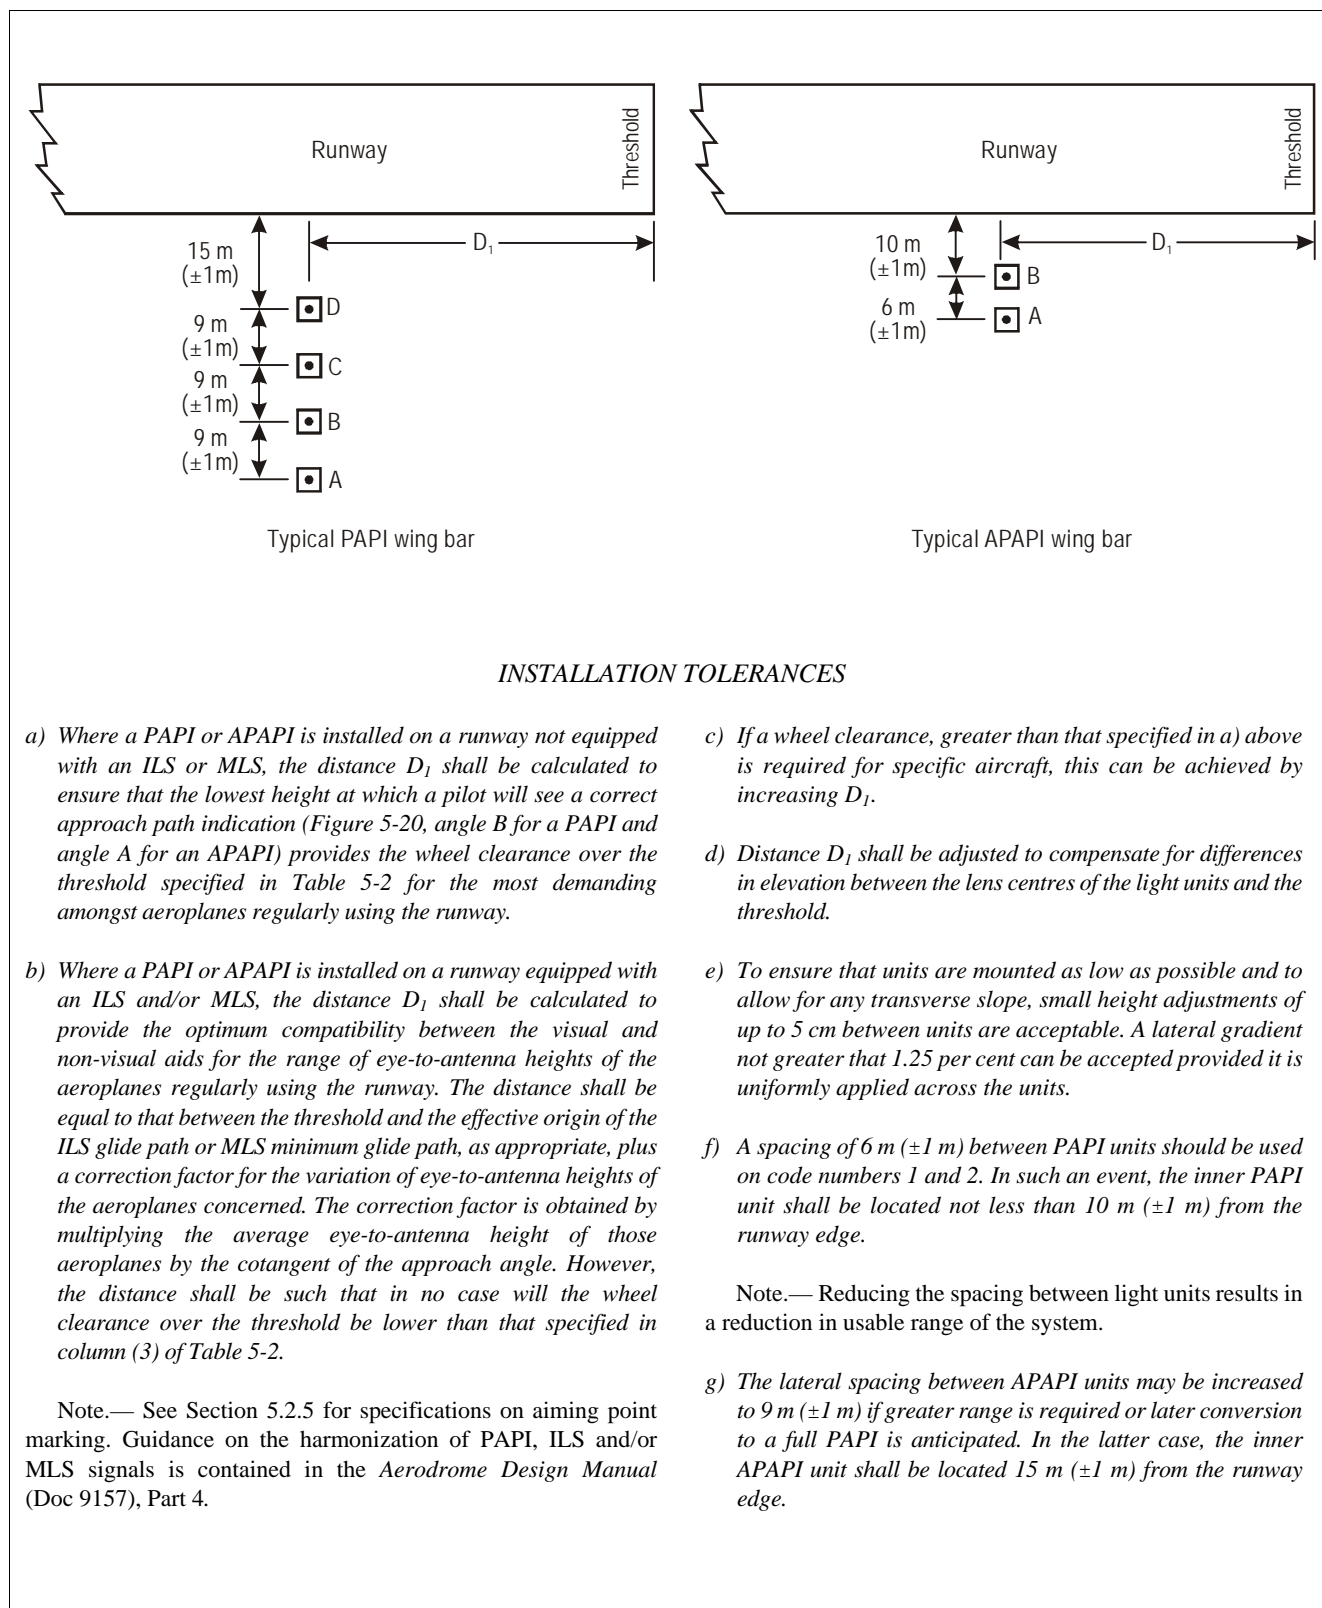 Runway
Threshold
15 m
(±1m)
D₁
D
9 m
(±1m)
C
9 m
(±1m)
B
9 m
(±1m)
A
Typical PAPI wing bar
Runway
Threshold
10 m
(±1m)
D₁
B
6 m
(±1m)
A
Typical APAPI wing bar
INSTALLATION TOLERANCES
a) Where a PAPI or APAPI is installed on a runway not equipped
with an ILS or MLS, the distance D₁ shall be calculated to
ensure that the lowest height at which a pilot will see a correct
approach path indication (Figure 5-20, angle B for a PAPI and
angle A for an APAPI) provides the wheel clearance over the
threshold specified in Table 5-2 for the most demanding
amongst aeroplanes regularly using the runway.
b) Where a PAPI or APAPI is installed on a runway equipped with
an ILS and/or MLS, the distance D₁ shall be calculated to
provide the optimum compatibility between the visual and
non-visual aids for the range of eye-to-antenna heights of the
aeroplanes regularly using the runway. The distance shall be
equal to that between the threshold and the effective origin of the
ILS glide path or MLS minimum glide path, as appropriate, plus
a correction factor for the variation of eye-to-antenna heights of
the aeroplanes concerned. The correction factor is obtained by
multiplying the average eye-to-antenna height of those
aeroplanes by the cotangent of the approach angle. However,
the distance shall be such that in no case will the wheel
clearance over the threshold be lower than that specified in
column (3) of Table 5-2.
Note.— See Section 5.2.5 for specifications on aiming point
marking. Guidance on the harmonization of PAPI, ILS and/or
MLS signals is contained in the Aerodrome Design Manual
(Doc 9157), Part 4.
c) If a wheel clearance, greater than that specified in a) above
is required for specific aircraft, this can be achieved by
increasing D₁.
d) Distance D₁ shall be adjusted to compensate for differences
in elevation between the lens centres of the light units and the
threshold.
e) To ensure that units are mounted as low as possible and to
allow for any transverse slope, small height adjustments of
up to 5 cm between units are acceptable. A lateral gradient
not greater that 1.25 per cent can be accepted provided it is
uniformly applied across the units.
f) A spacing of 6 m (±1 m) between PAPI units should be used
on code numbers 1 and 2. In such an event, the inner PAPI
unit shall be located not less than 10 m (±1 m) from the
runway edge.
Note.— Reducing the spacing between light units results in
a reduction in usable range of the system.
g) The lateral spacing between APAPI units may be increased
to 9 m (±1 m) if greater range is required or later conversion
to a full PAPI is anticipated. In the latter case, the inner
APAPI unit shall be located 15 m (±1 m) from the runway
edge.